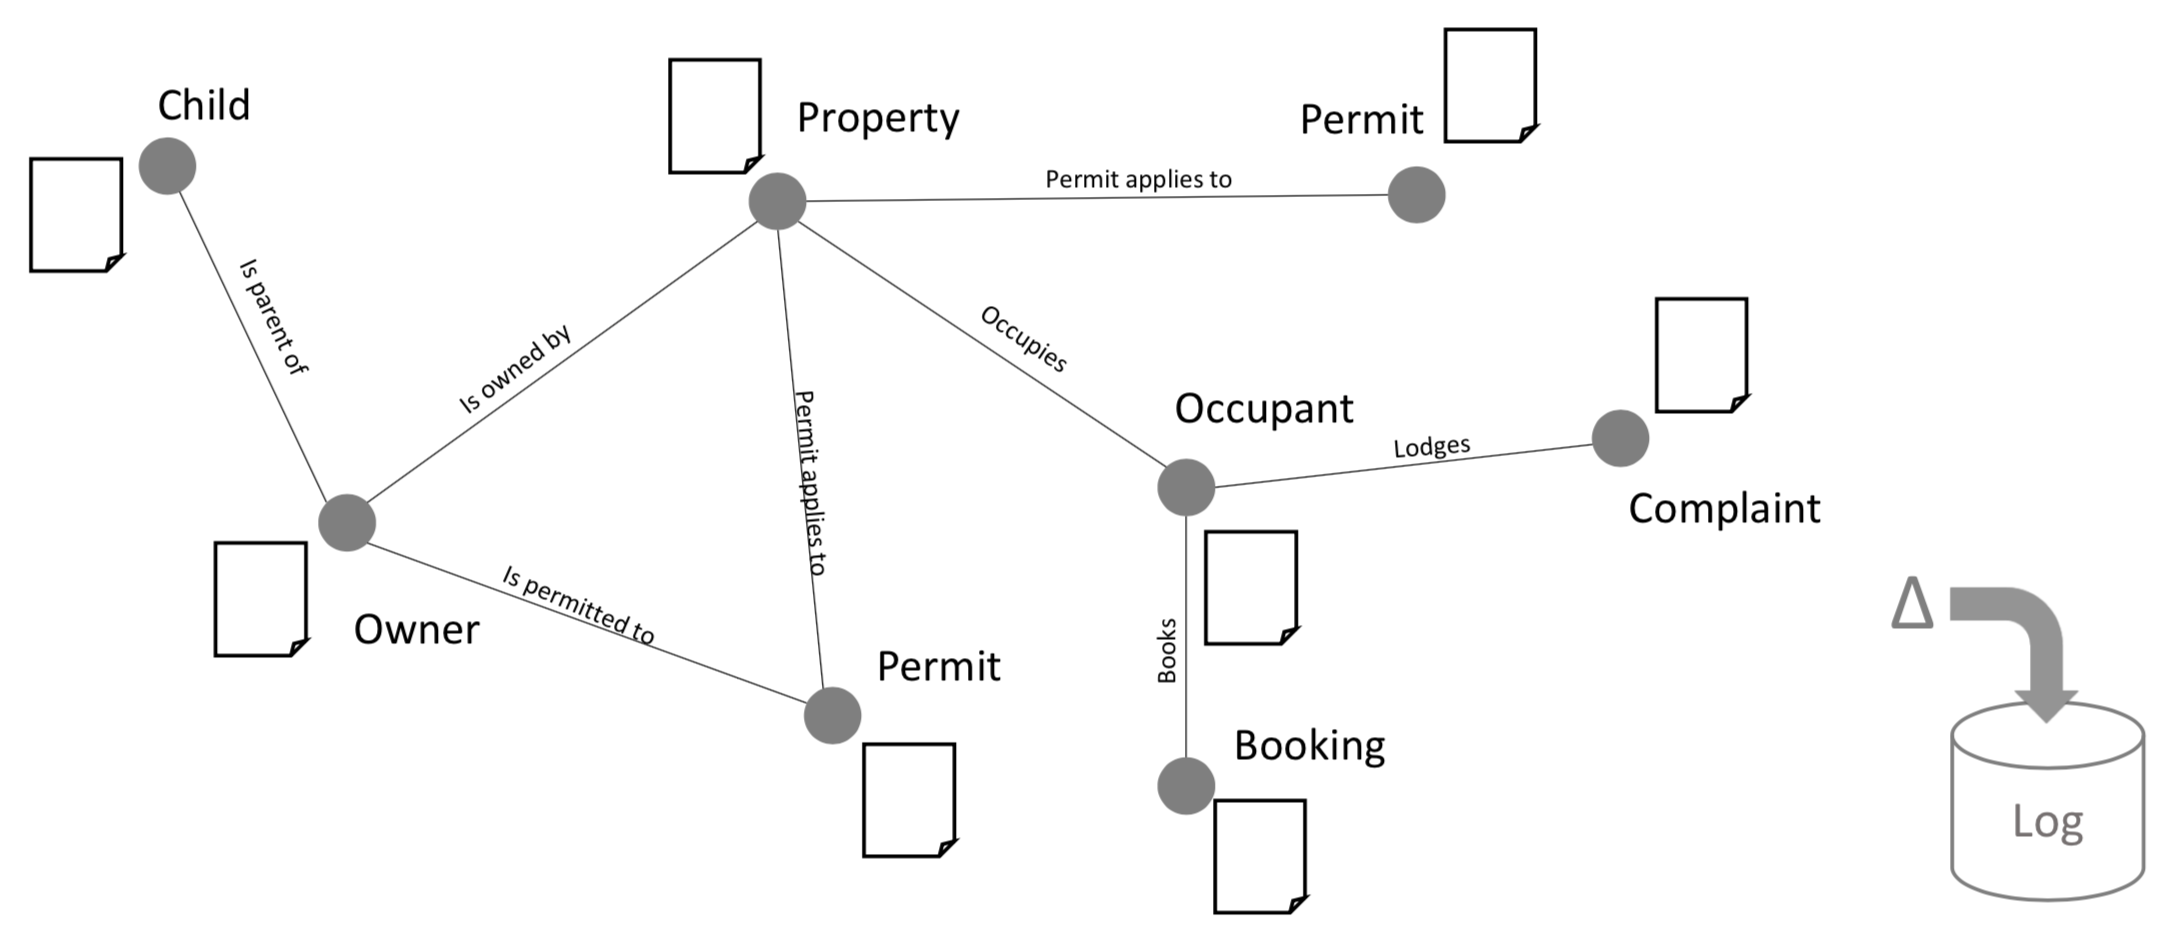 Child
Property
Permit
Permit applies to
Is parent of
Is owned by
Occupies
Permit applies to
Occupant
Lodges
Complaint
Is permitted to
Owner
Permit
Books
Booking
Δ
Log